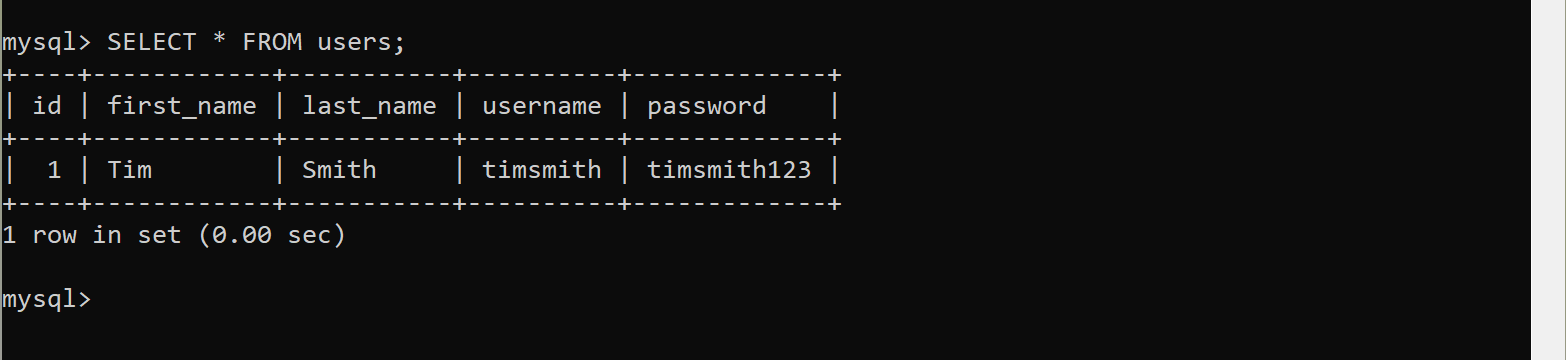 mysql> SELECT * FROM users;
+----+------------+-----------+----------+-------------+
| id | first_name | last_name | username | password    |
+----+------------+-----------+----------+-------------+
|  1 | Tim        | Smith     | timsmith | timsmith123 |
+----+------------+-----------+----------+-------------+
1 row in set (0.00 sec)
mysql>